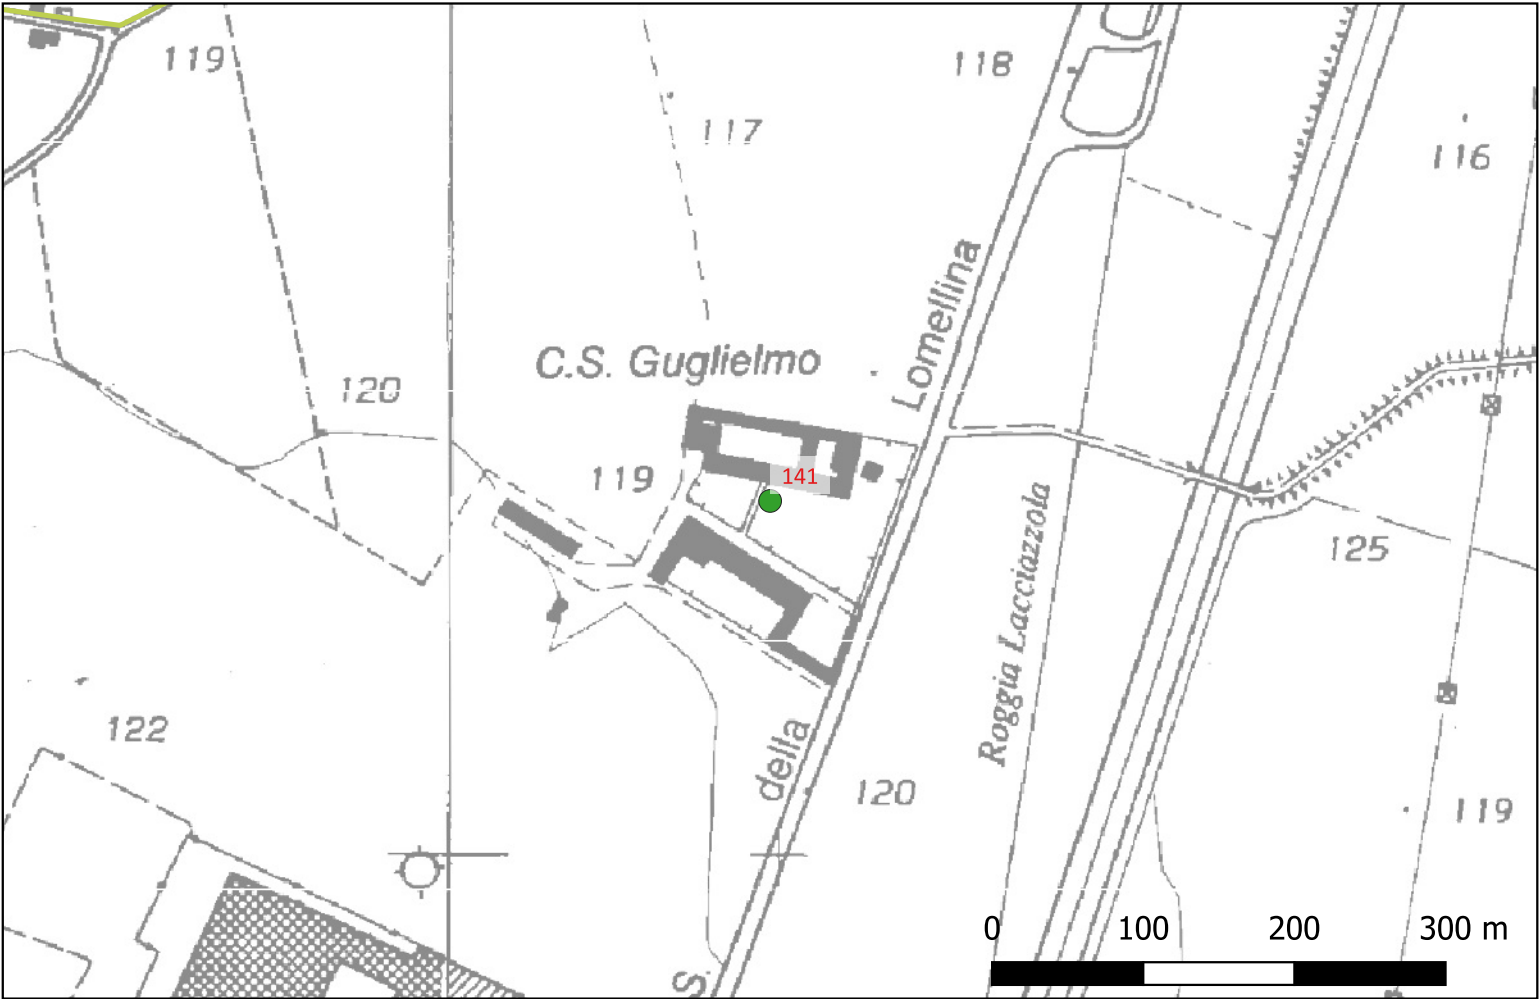 119
118
117
116
Lomellina
C.S. Guglielmo
120
119
141
Roggia Lacciazzola
125
122
della
120
119
0 100 200 300 m
S.